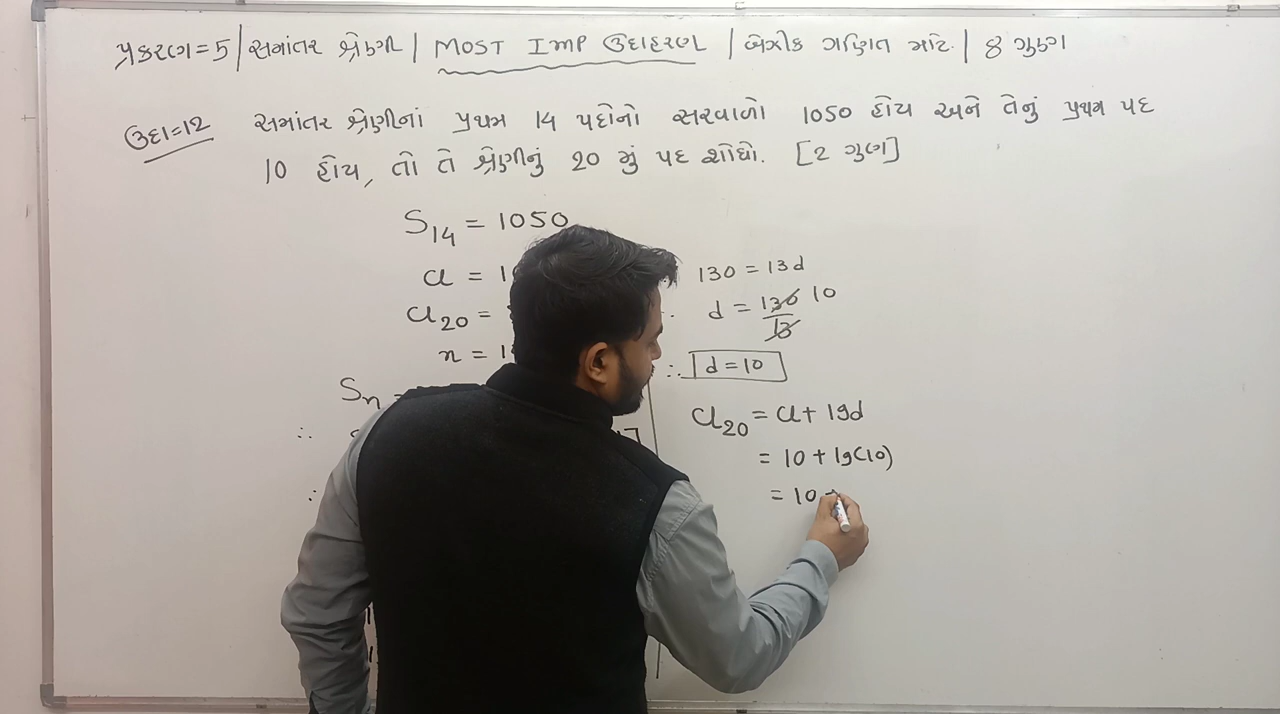 પ્રકરણ=5 | સમાંતર શ્રેણી | MOST IMP ઉદાહરણ | બેઝીક ગણિત માટે | 8 ગુણ
ઉદા=12 સમાંતર શ્રેણીનાં પ્રથમ 14 પદોનો સરવાળો 1050 હોય અને તેનું પ્રથમ પદ
10 હોય, તો તે શ્રેણીનું 20 મું પદ શોધો. [2 ગુણ]
S₁₄ = 1050
a = 1
a₂₀ =
n = 1
Sₙ =
∴
∴
130 = 13d
∴ d = 130/13 10
∴ d = 10
a₂₀ = a + 19d
= 10 + 19(10)
= 10 +